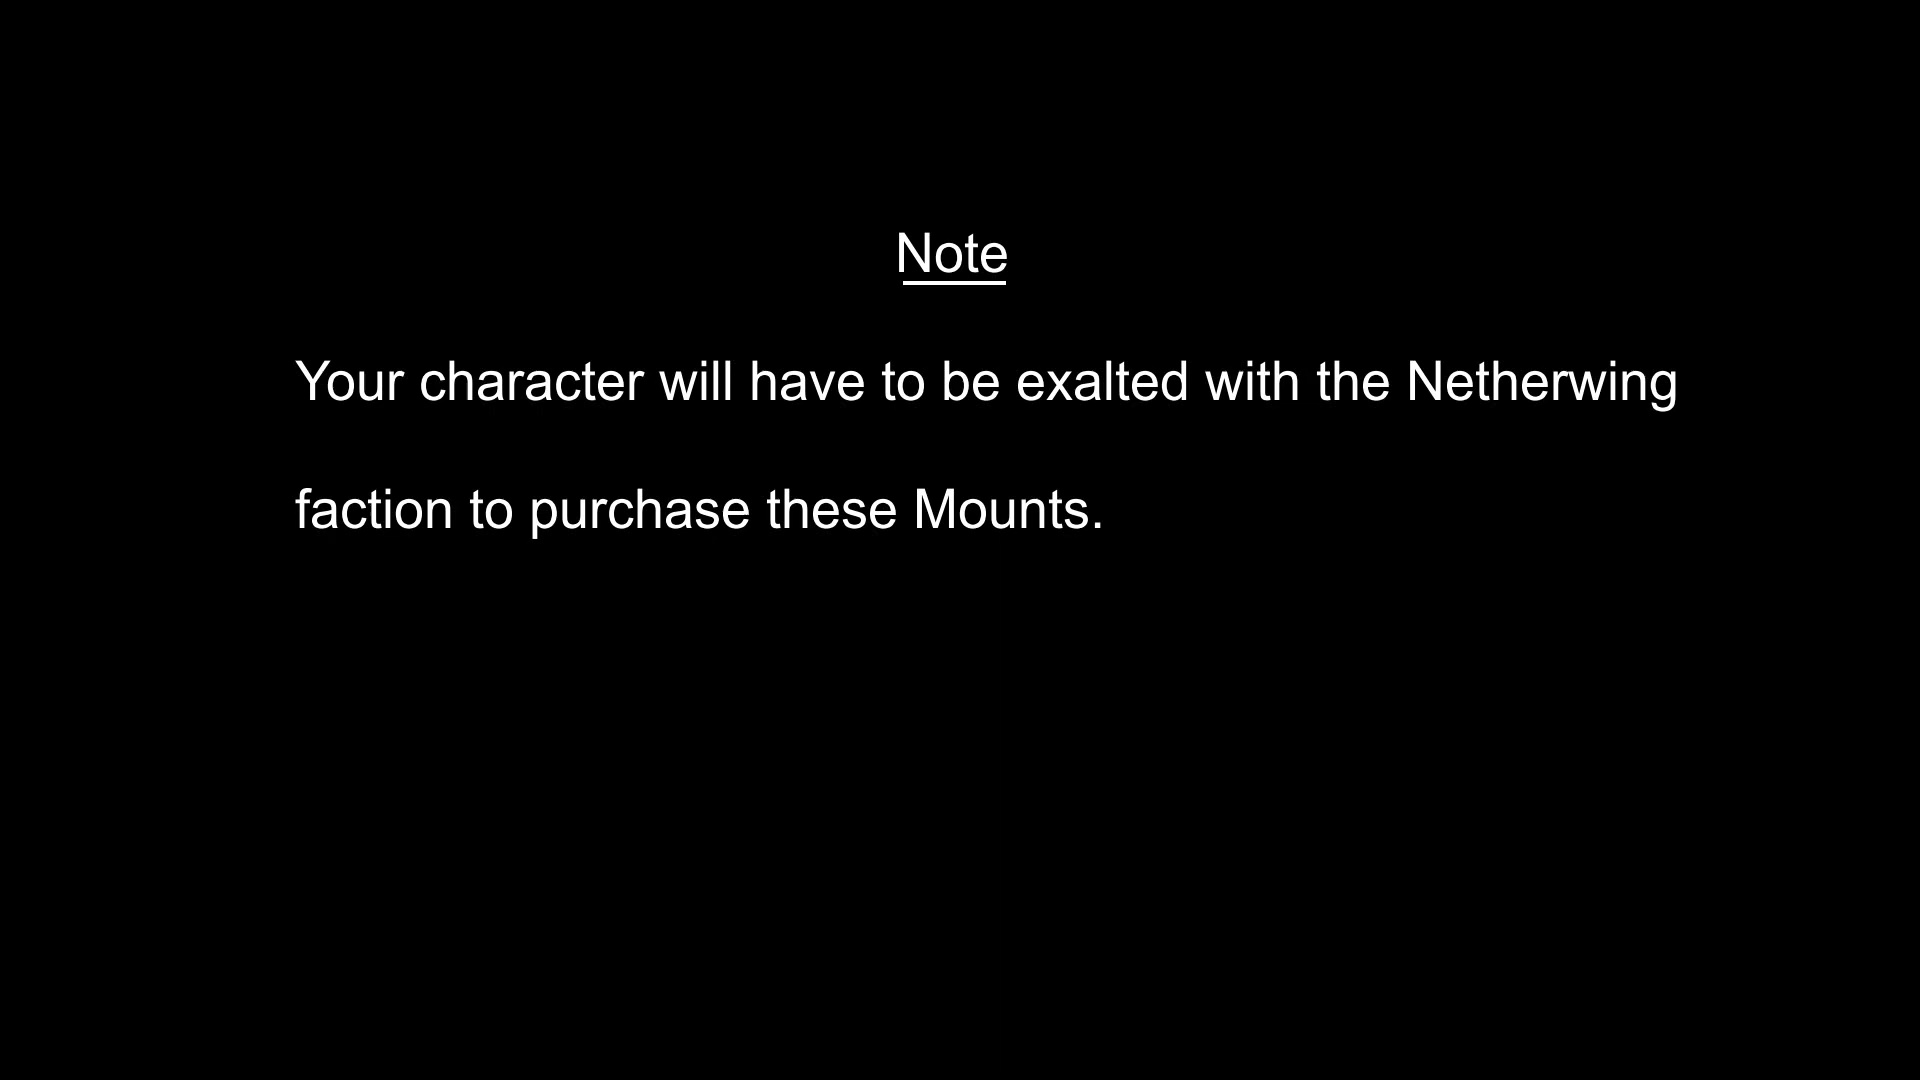 Note
Your character will have to be exalted with the Netherwing
faction to purchase these Mounts.